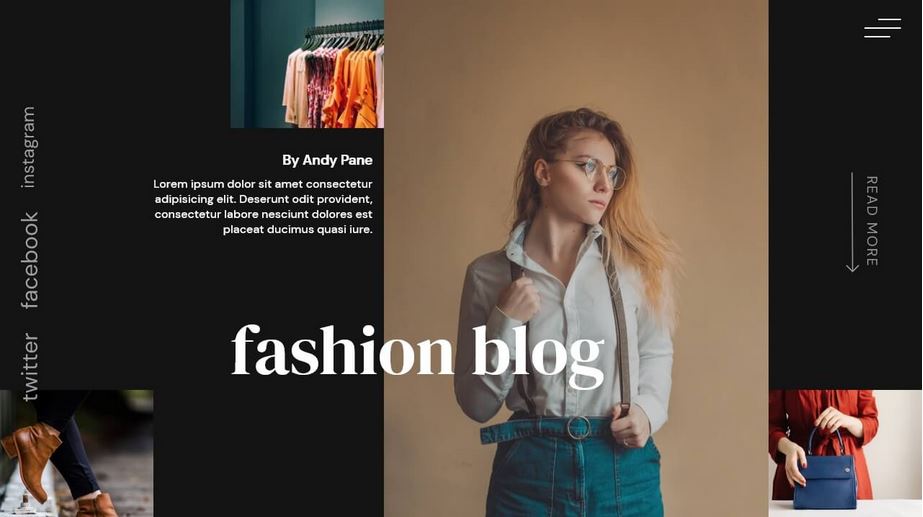 By Andy Pane
Lorem ipsum dolor sit amet consectetur
adipisicing elit. Deserunt odit provident,
consectetur labore nesciunt dolores est
placeat ducimus quasi iure.
fashion blog
instagram
facebook
twitter
READ MORE